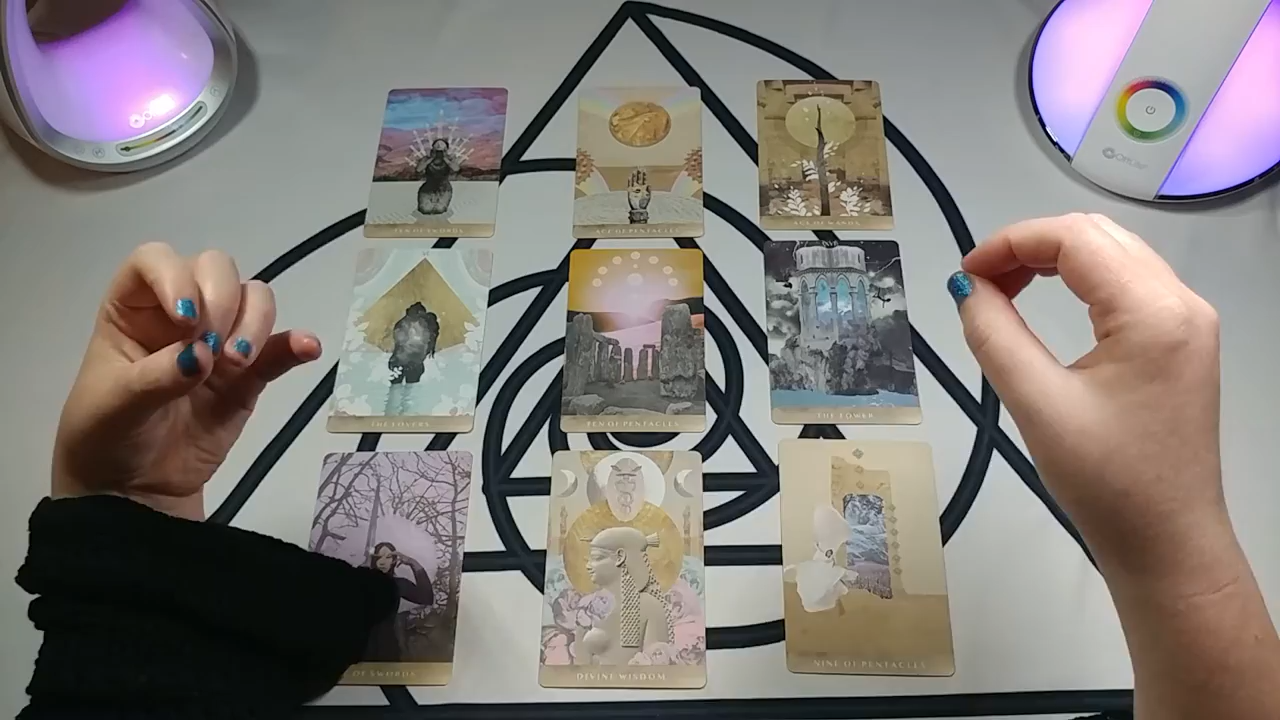 TEN OF SWORDS
ACE OF PENTACLES
ACE OF WANDS
THE LOVERS
TEN OF PENTACLES
THE TOWER
OF SWORDS
DIVINE WISDOM
NINE OF PENTACLES